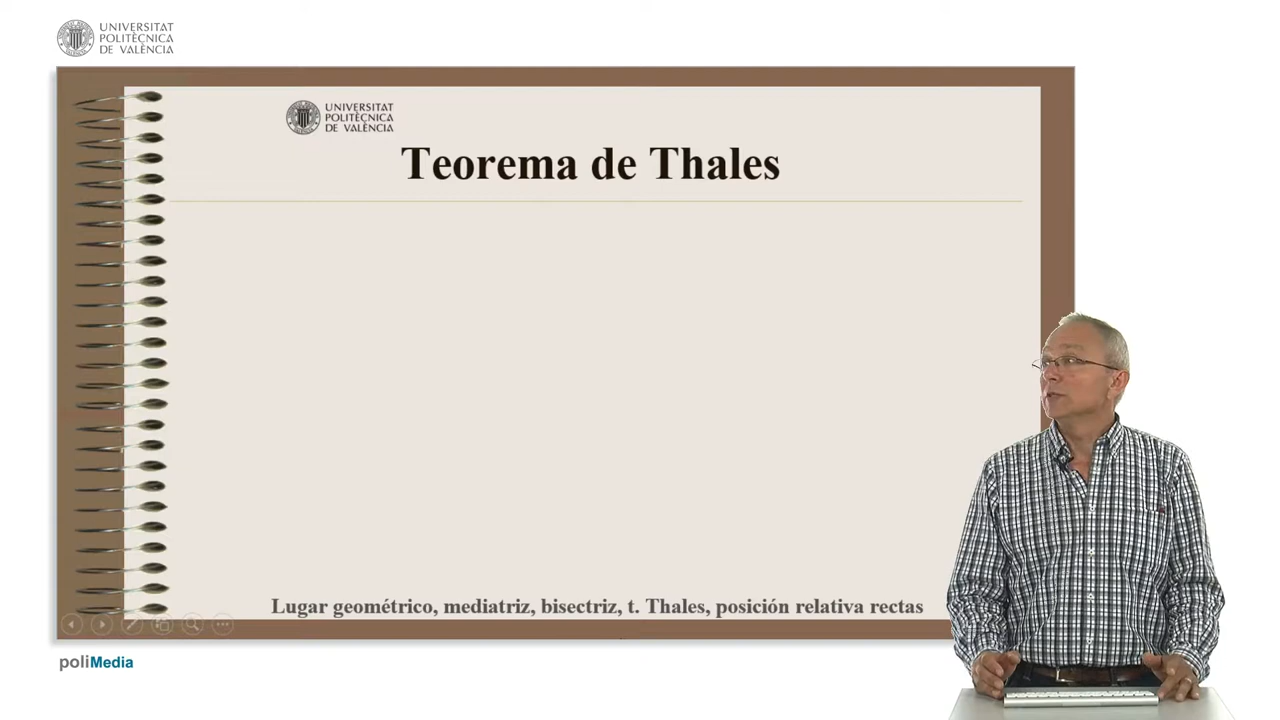 UNIVERSITAT
POLITÈCNICA
DE VALÈNCIA
UNIVERSITAT
POLITÈCNICA
DE VALÈNCIA
Teorema de Thales
Lugar geométrico, mediatriz, bisectriz, t. Thales, posición relativa rectas
poliMedia